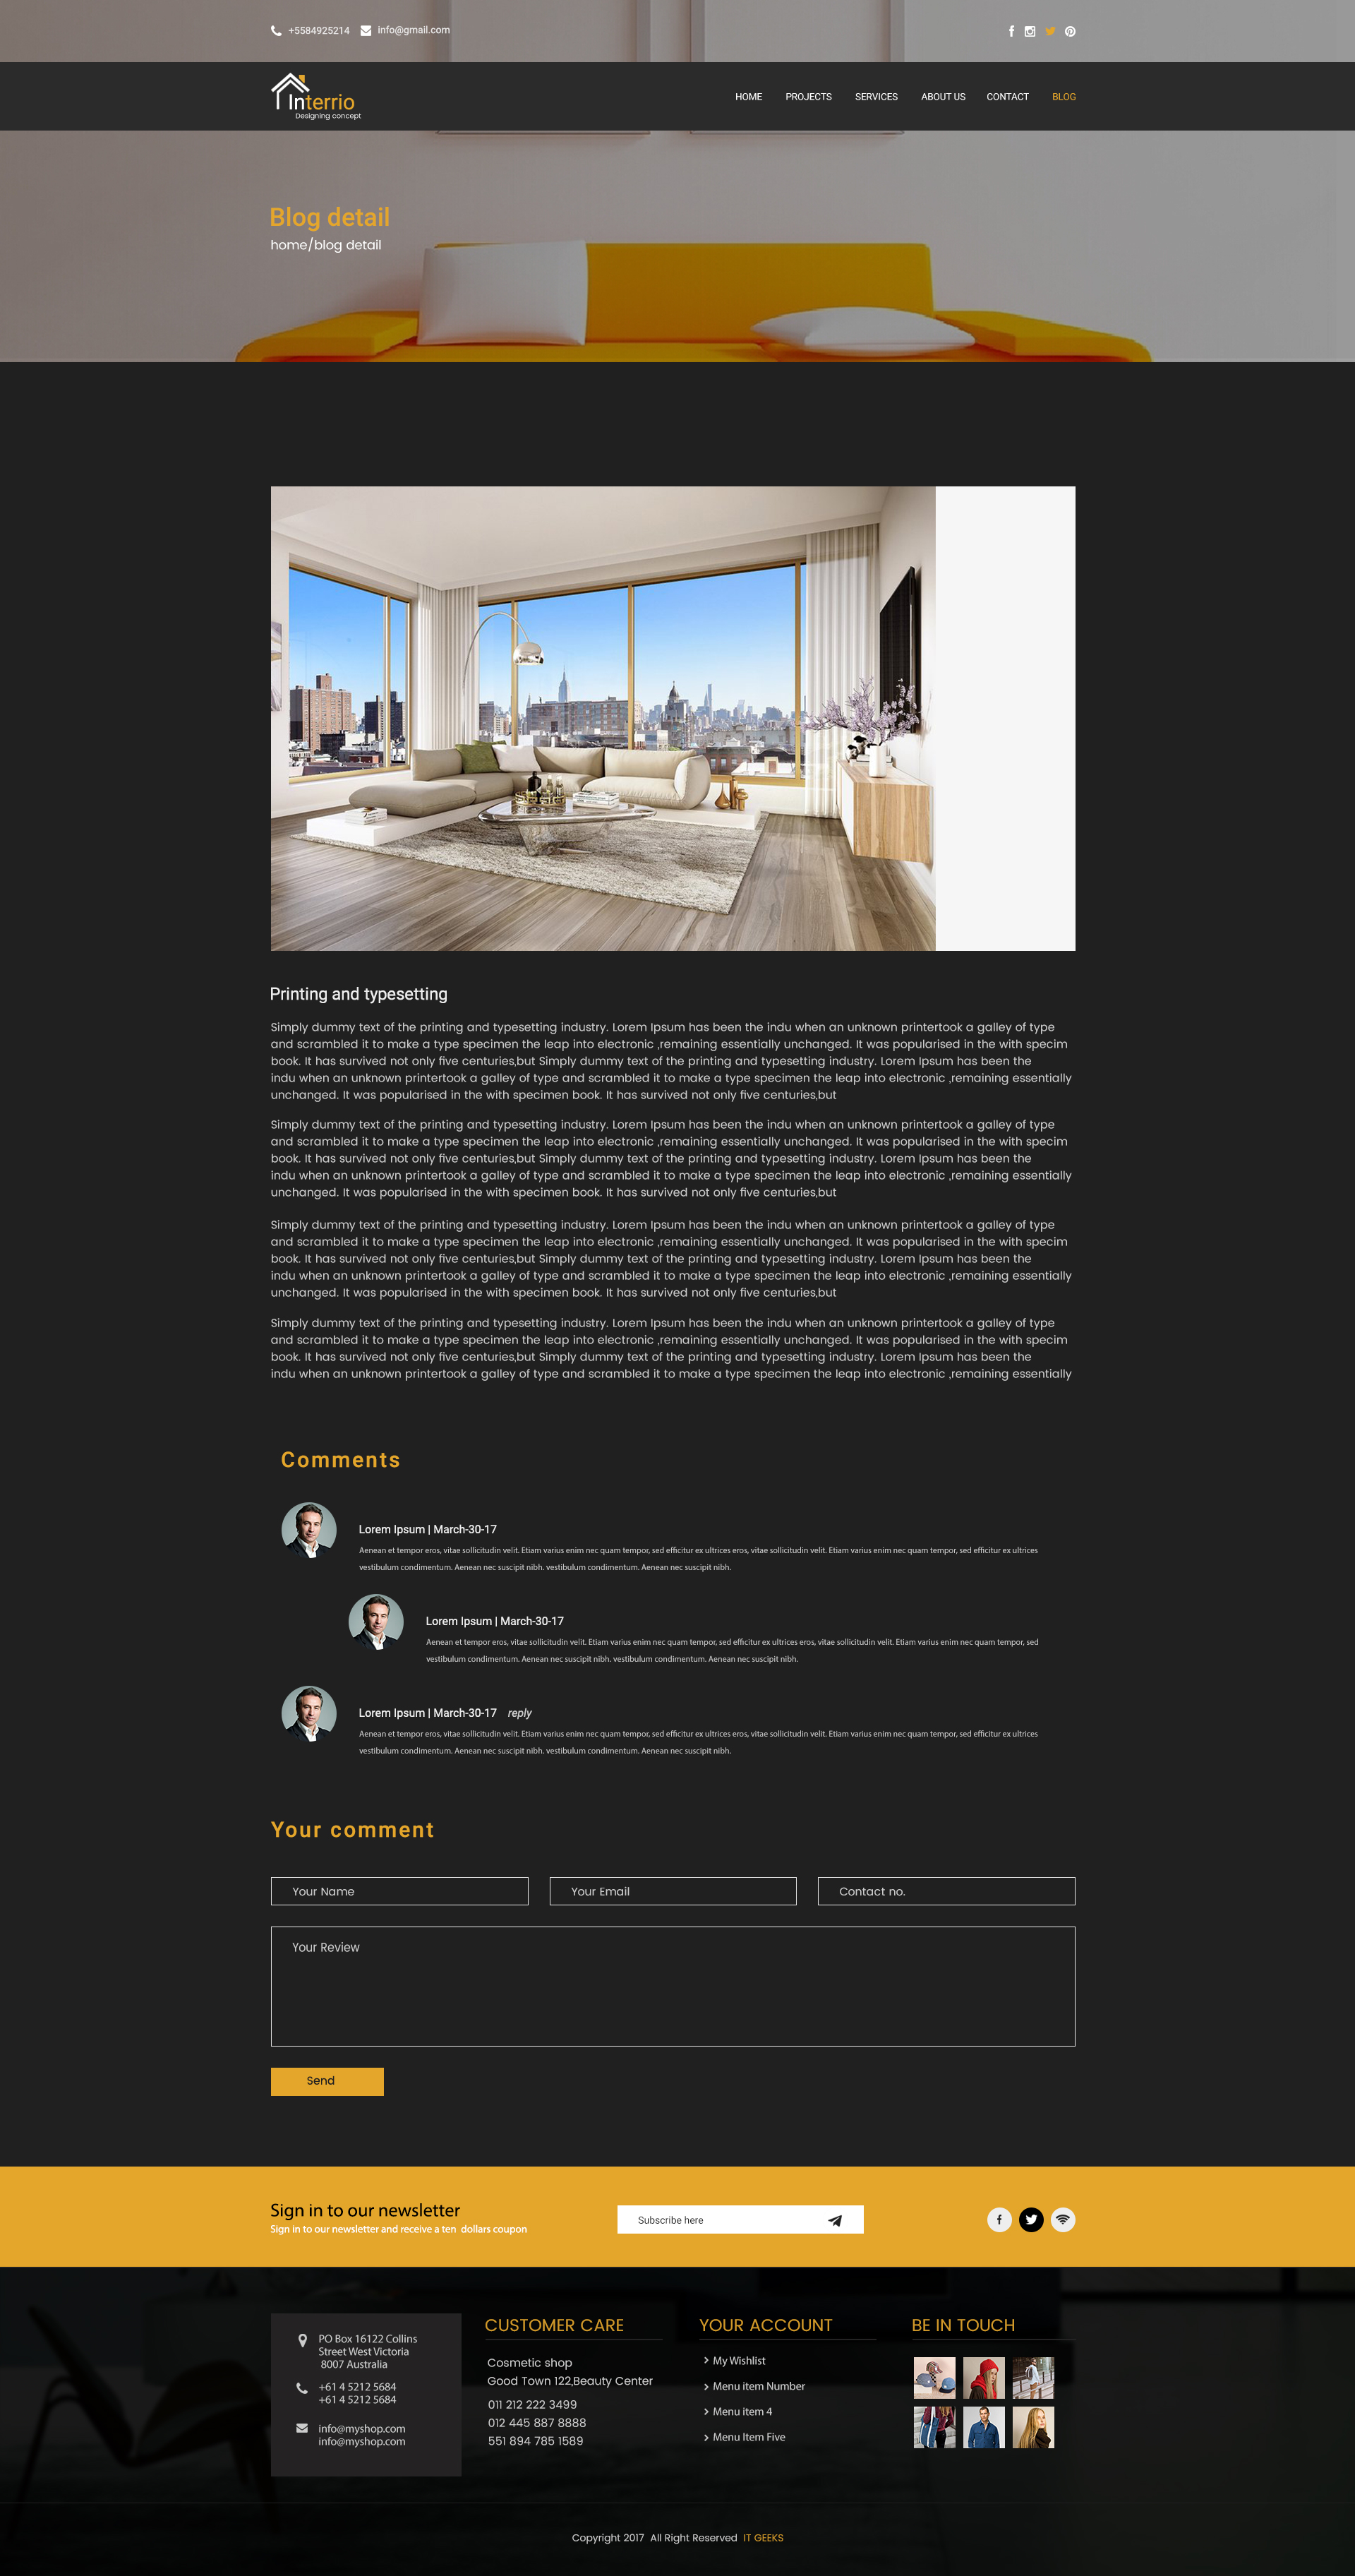 +5584925214 info@gmail.com
Interrio
Designing concept
HOME PROJECTS SERVICES ABOUT US CONTACT BLOG
Blog detail
home/blog detail
Printing and typesetting
Simply dummy text of the printing and typesetting industry. Lorem Ipsum has been the indu when an unknown printertook a galley of type
and scrambled it to make a type specimen the leap into electronic ,remaining essentially unchanged. It was popularised in the with specim
book. It has survived not only five centuries,but Simply dummy text of the printing and typesetting industry. Lorem Ipsum has been the
indu when an unknown printertook a galley of type and scrambled it to make a type specimen the leap into electronic ,remaining essentially
unchanged. It was popularised in the with specimen book. It has survived not only five centuries,but
Simply dummy text of the printing and typesetting industry. Lorem Ipsum has been the indu when an unknown printertook a galley of type
and scrambled it to make a type specimen the leap into electronic ,remaining essentially unchanged. It was popularised in the with specim
book. It has survived not only five centuries,but Simply dummy text of the printing and typesetting industry. Lorem Ipsum has been the
indu when an unknown printertook a galley of type and scrambled it to make a type specimen the leap into electronic ,remaining essentially
unchanged. It was popularised in the with specimen book. It has survived not only five centuries,but
Simply dummy text of the printing and typesetting industry. Lorem Ipsum has been the indu when an unknown printertook a galley of type
and scrambled it to make a type specimen the leap into electronic ,remaining essentially unchanged. It was popularised in the with specim
book. It has survived not only five centuries,but Simply dummy text of the printing and typesetting industry. Lorem Ipsum has been the
indu when an unknown printertook a galley of type and scrambled it to make a type specimen the leap into electronic ,remaining essentially
unchanged. It was popularised in the with specimen book. It has survived not only five centuries,but
Simply dummy text of the printing and typesetting industry. Lorem Ipsum has been the indu when an unknown printertook a galley of type
and scrambled it to make a type specimen the leap into electronic ,remaining essentially unchanged. It was popularised in the with specim
book. It has survived not only five centuries,but Simply dummy text of the printing and typesetting industry. Lorem Ipsum has been the
indu when an unknown printertook a galley of type and scrambled it to make a type specimen the leap into electronic ,remaining essentially
Comments
Lorem Ipsum | March-30-17
Aenean et tempor eros, vitae sollicitudin velit. Etiam varius enim nec quam tempor, sed efficitur ex ultrices eros, vitae sollicitudin velit. Etiam varius enim nec quam tempor, sed efficitur ex ultrices
vestibulum condimentum. Aenean nec suscipit nibh. vestibulum condimentum. Aenean nec suscipit nibh.
Lorem Ipsum | March-30-17
Aenean et tempor eros, vitae sollicitudin velit. Etiam varius enim nec quam tempor, sed efficitur ex ultrices eros, vitae sollicitudin velit. Etiam varius enim nec quam tempor, sed
vestibulum condimentum. Aenean nec suscipit nibh. vestibulum condimentum. Aenean nec suscipit nibh.
Lorem Ipsum | March-30-17 reply
Aenean et tempor eros, vitae sollicitudin velit. Etiam varius enim nec quam tempor, sed efficitur ex ultrices eros, vitae sollicitudin velit. Etiam varius enim nec quam tempor, sed efficitur ex ultrices
vestibulum condimentum. Aenean nec suscipit nibh. vestibulum condimentum. Aenean nec suscipit nibh.
Your comment
Your Name Your Email Contact no.
Your Review
Send
Sign in to our newsletter
Sign in to our newsletter and receive a ten dollars coupon
Subscribe here
PO Box 16122 Collins
Street West Victoria
8007 Australia
+61 4 5212 5684
+61 4 5212 5684
info@myshop.com
info@myshop.com
CUSTOMER CARE
Cosmetic shop
Good Town 122,Beauty Center
011 212 222 3499
012 445 887 8888
551 894 785 1589
YOUR ACCOUNT
My Wishlist
Menu item Number
Menu item 4
Menu Item Five
BE IN TOUCH
Copyright 2017 All Right Reserved IT GEEKS